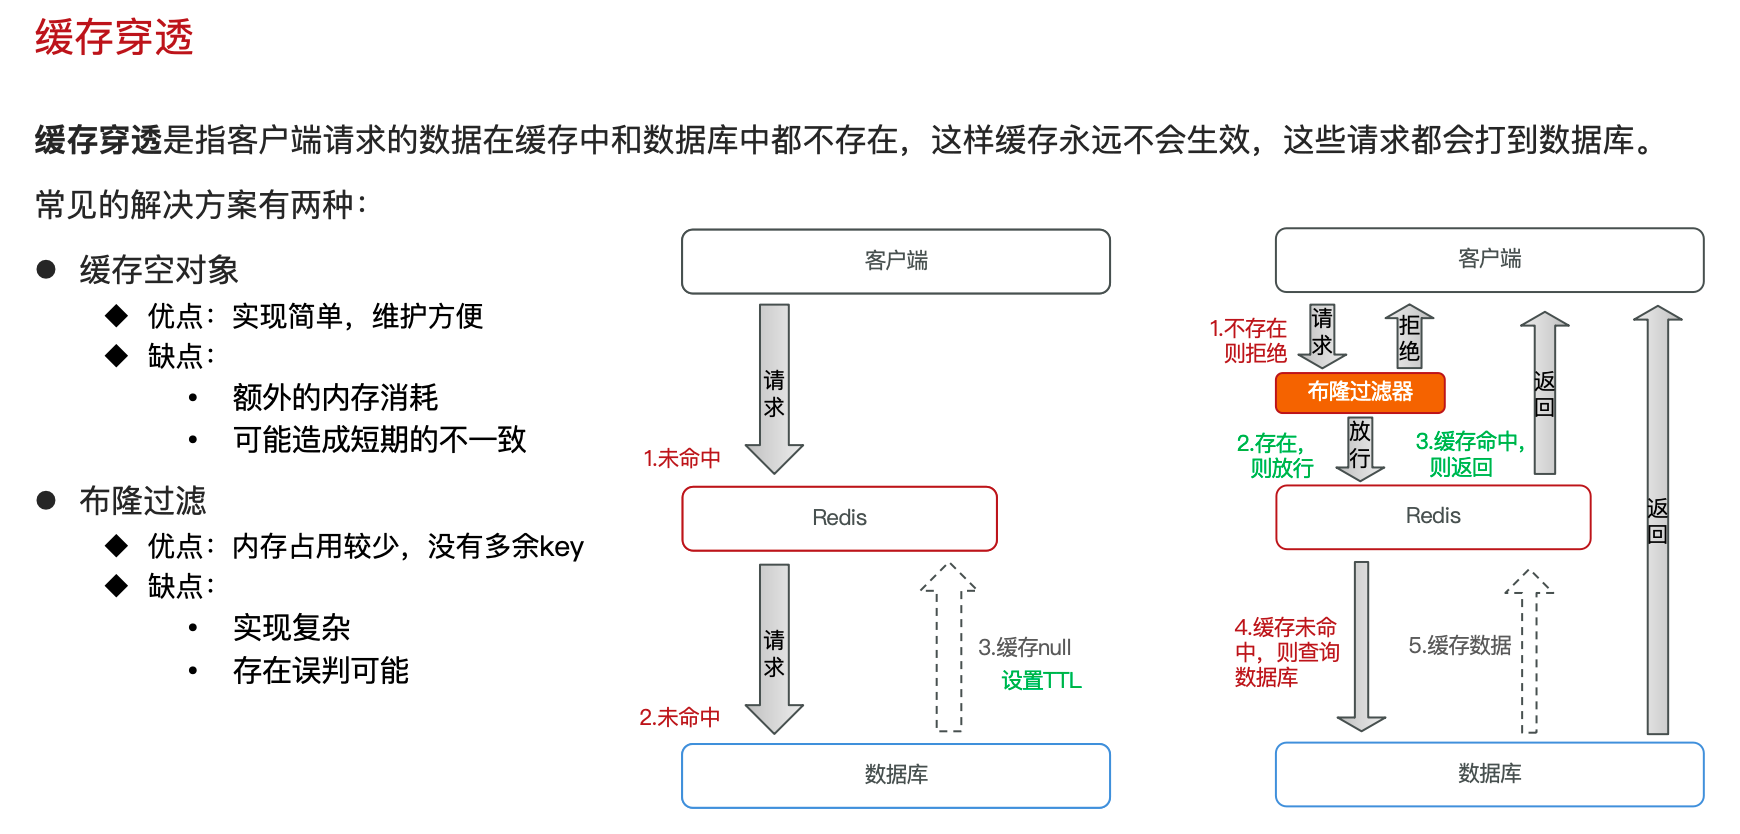 缓存穿透
缓存穿透是指客户端请求的数据在缓存中和数据库中都不存在，这样缓存永远不会生效，这些请求都会打到数据库。
常见的解决方案有两种：
缓存空对象
优点：实现简单，维护方便
缺点：
额外的内存消耗
可能造成短期的不一致
布隆过滤
优点：内存占用较少，没有多余key
缺点：
实现复杂
存在误判可能
客户端
请
求
1.未命中
Redis
请
求
2.未命中
3.缓存null
设置TTL
数据库
客户端
1.不存在
则拒绝
请
求
拒
绝
布隆过滤器
2.存在，
则放行
放
行
3.缓存命中，
则返回
返
回
Redis
返
回
4.缓存未命
中，则查询
数据库
5.缓存数据
数据库